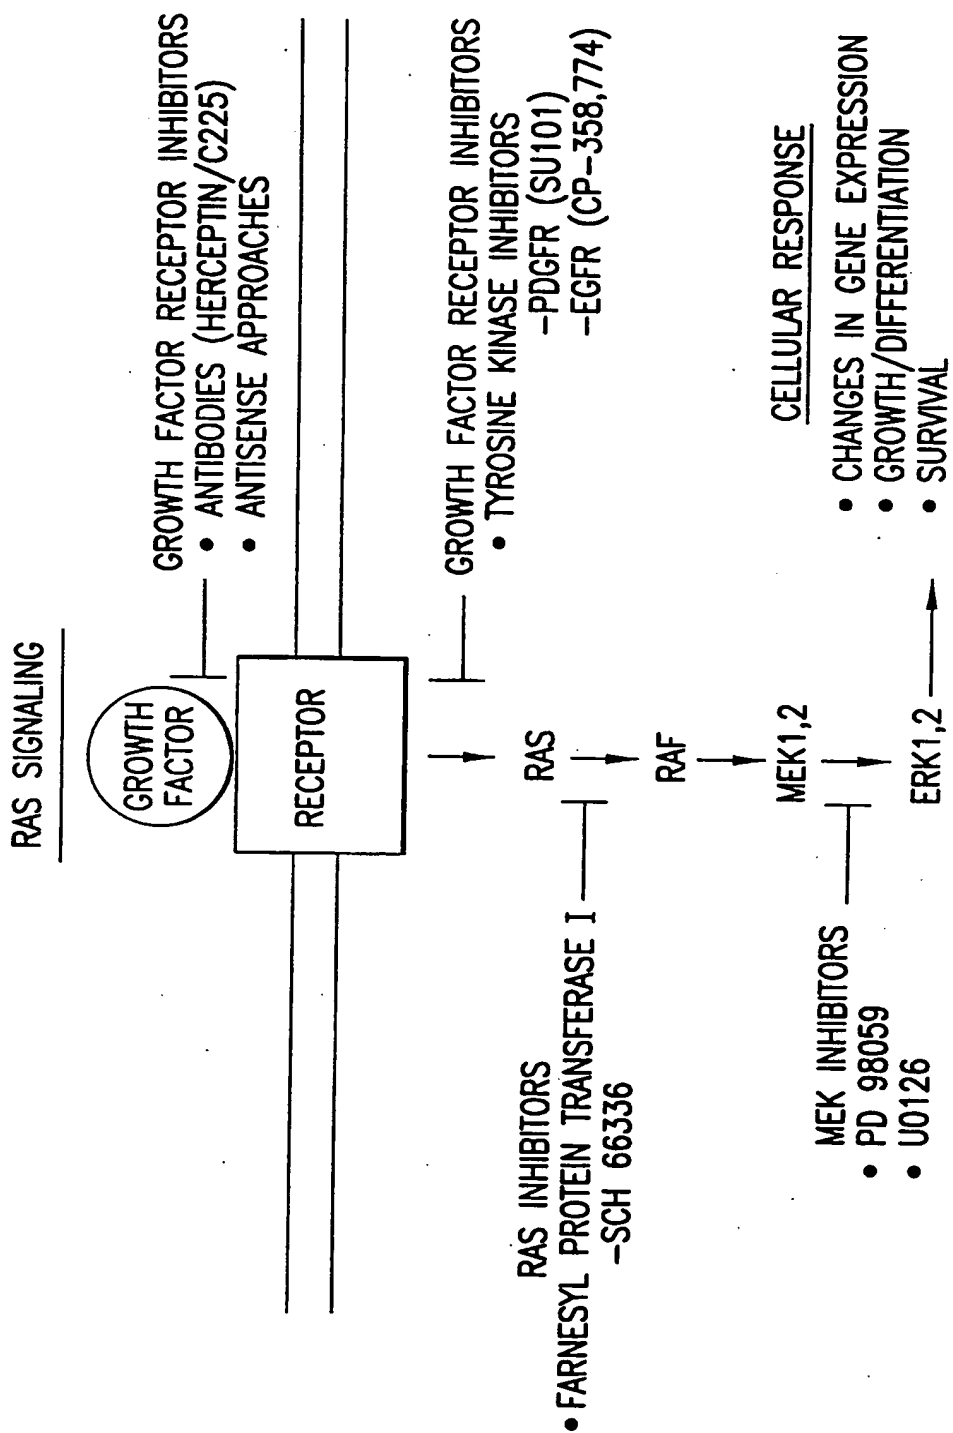 RAS SIGNALING
GROWTH
FACTOR
GROWTH FACTOR RECEPTOR INHIBITORS
• ANTIBODIES (HERCEPTIN/C225)
• ANTISENSE APPROACHES
RECEPTOR
GROWTH FACTOR RECEPTOR INHIBITORS
• TYROSINE KINASE INHIBITORS
-PDGFR (SU101)
-EGFR (CP-358,774)
RAS
RAS INHIBITORS
• FARNESYL PROTEIN TRANSFERASE I
-SCH 66336
RAF
MEK1,2
MEK INHIBITORS
• PD 98059
• U0126
ERK1,2
CELLULAR RESPONSE
• CHANGES IN GENE EXPRESSION
• GROWTH/DIFFERENTIATION
• SURVIVAL